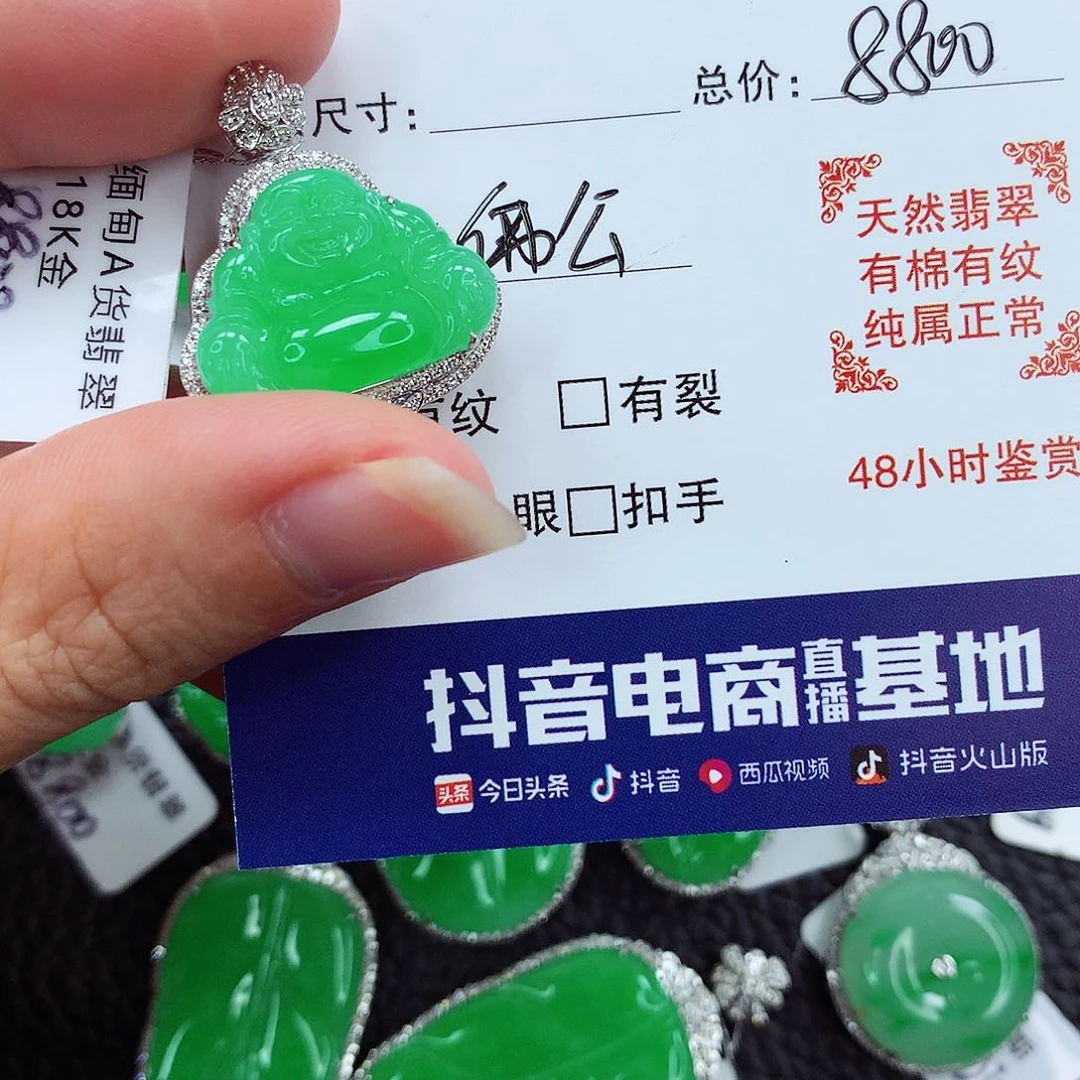 尺寸: 总价: 8800
佛公
天然翡翠
有棉有纹
纯属正常
有纹 □有裂
48小时鉴赏
眼□扣手
抖音电商直播基地
头条 今日头条 抖音 西瓜视频 抖音火山版
缅甸A货翡翠
18K金